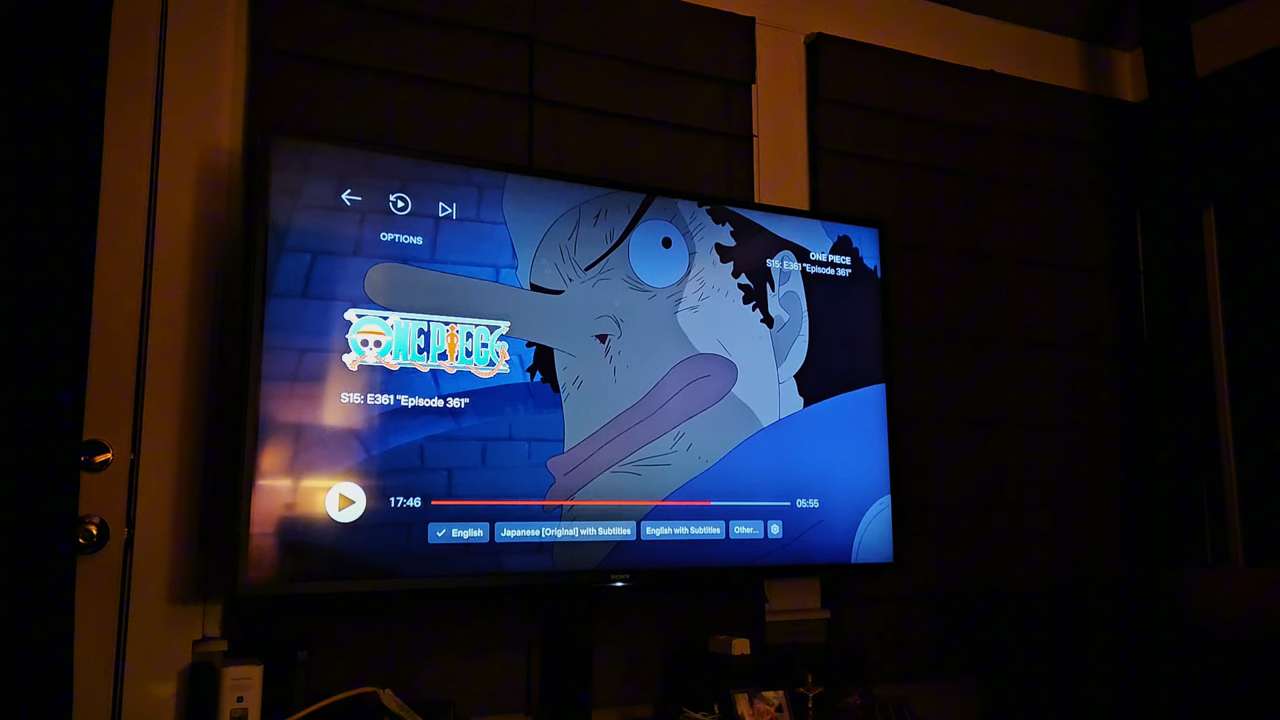 OPTIONS
ONE PIECE
S15: E361 "Episode 361"
ONE PIECE
S15: E361 "Episode 361"
17:46
05:55
English
Japanese [Original] with Subtitles
English with Subtitles
Other...
SONY